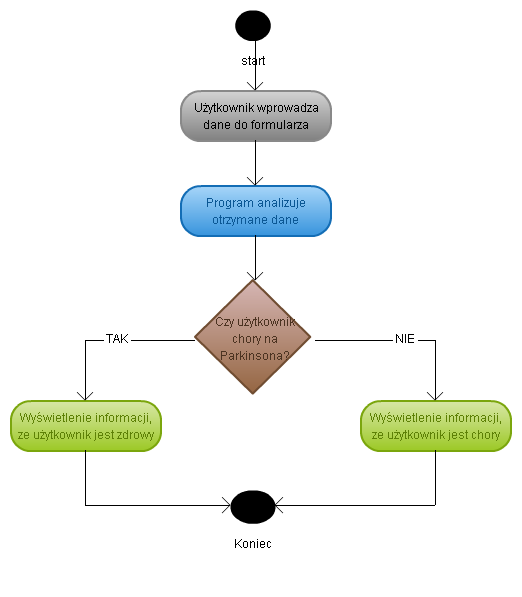 start
Użytkownik wprowadza
dane do formularza
Program analizuje
otrzymane dane
Czy użytkownik
chory na
Parkinsona?
TAK
NIE
Wyświetlenie informacji,
ze użytkownik jest zdrowy
Wyświetlenie informacji,
ze użytkownik jest chory
Koniec